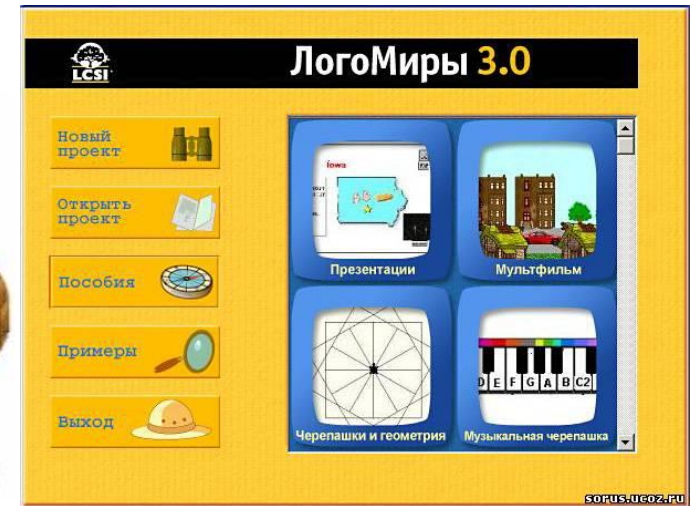 LCSI
ЛогоМиры 3.0
Новый
проект
Открыть
проект
Пособия
Примеры
Выход
Iowa
Презентации
Мультфильм
Черепашки и геометрия
D E F G A B C2
Музыкальная черепашка
sorus.ucoz.ru